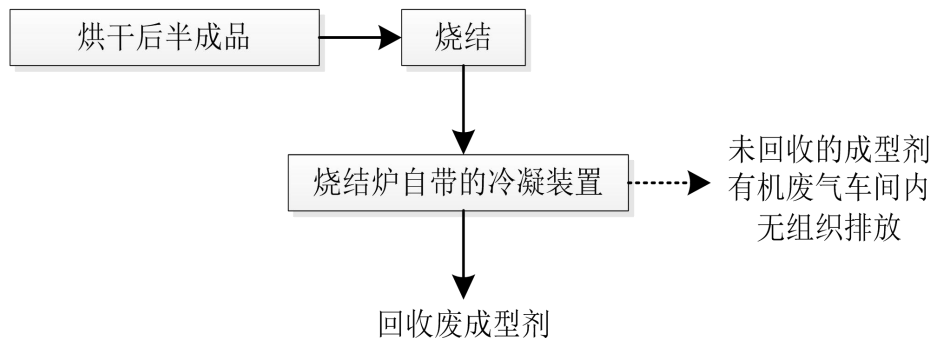 烘干后半成品
烧结
烧结炉自带的冷凝装置
未回收的成型剂
有机废气车间内
无组织排放
回收废成型剂